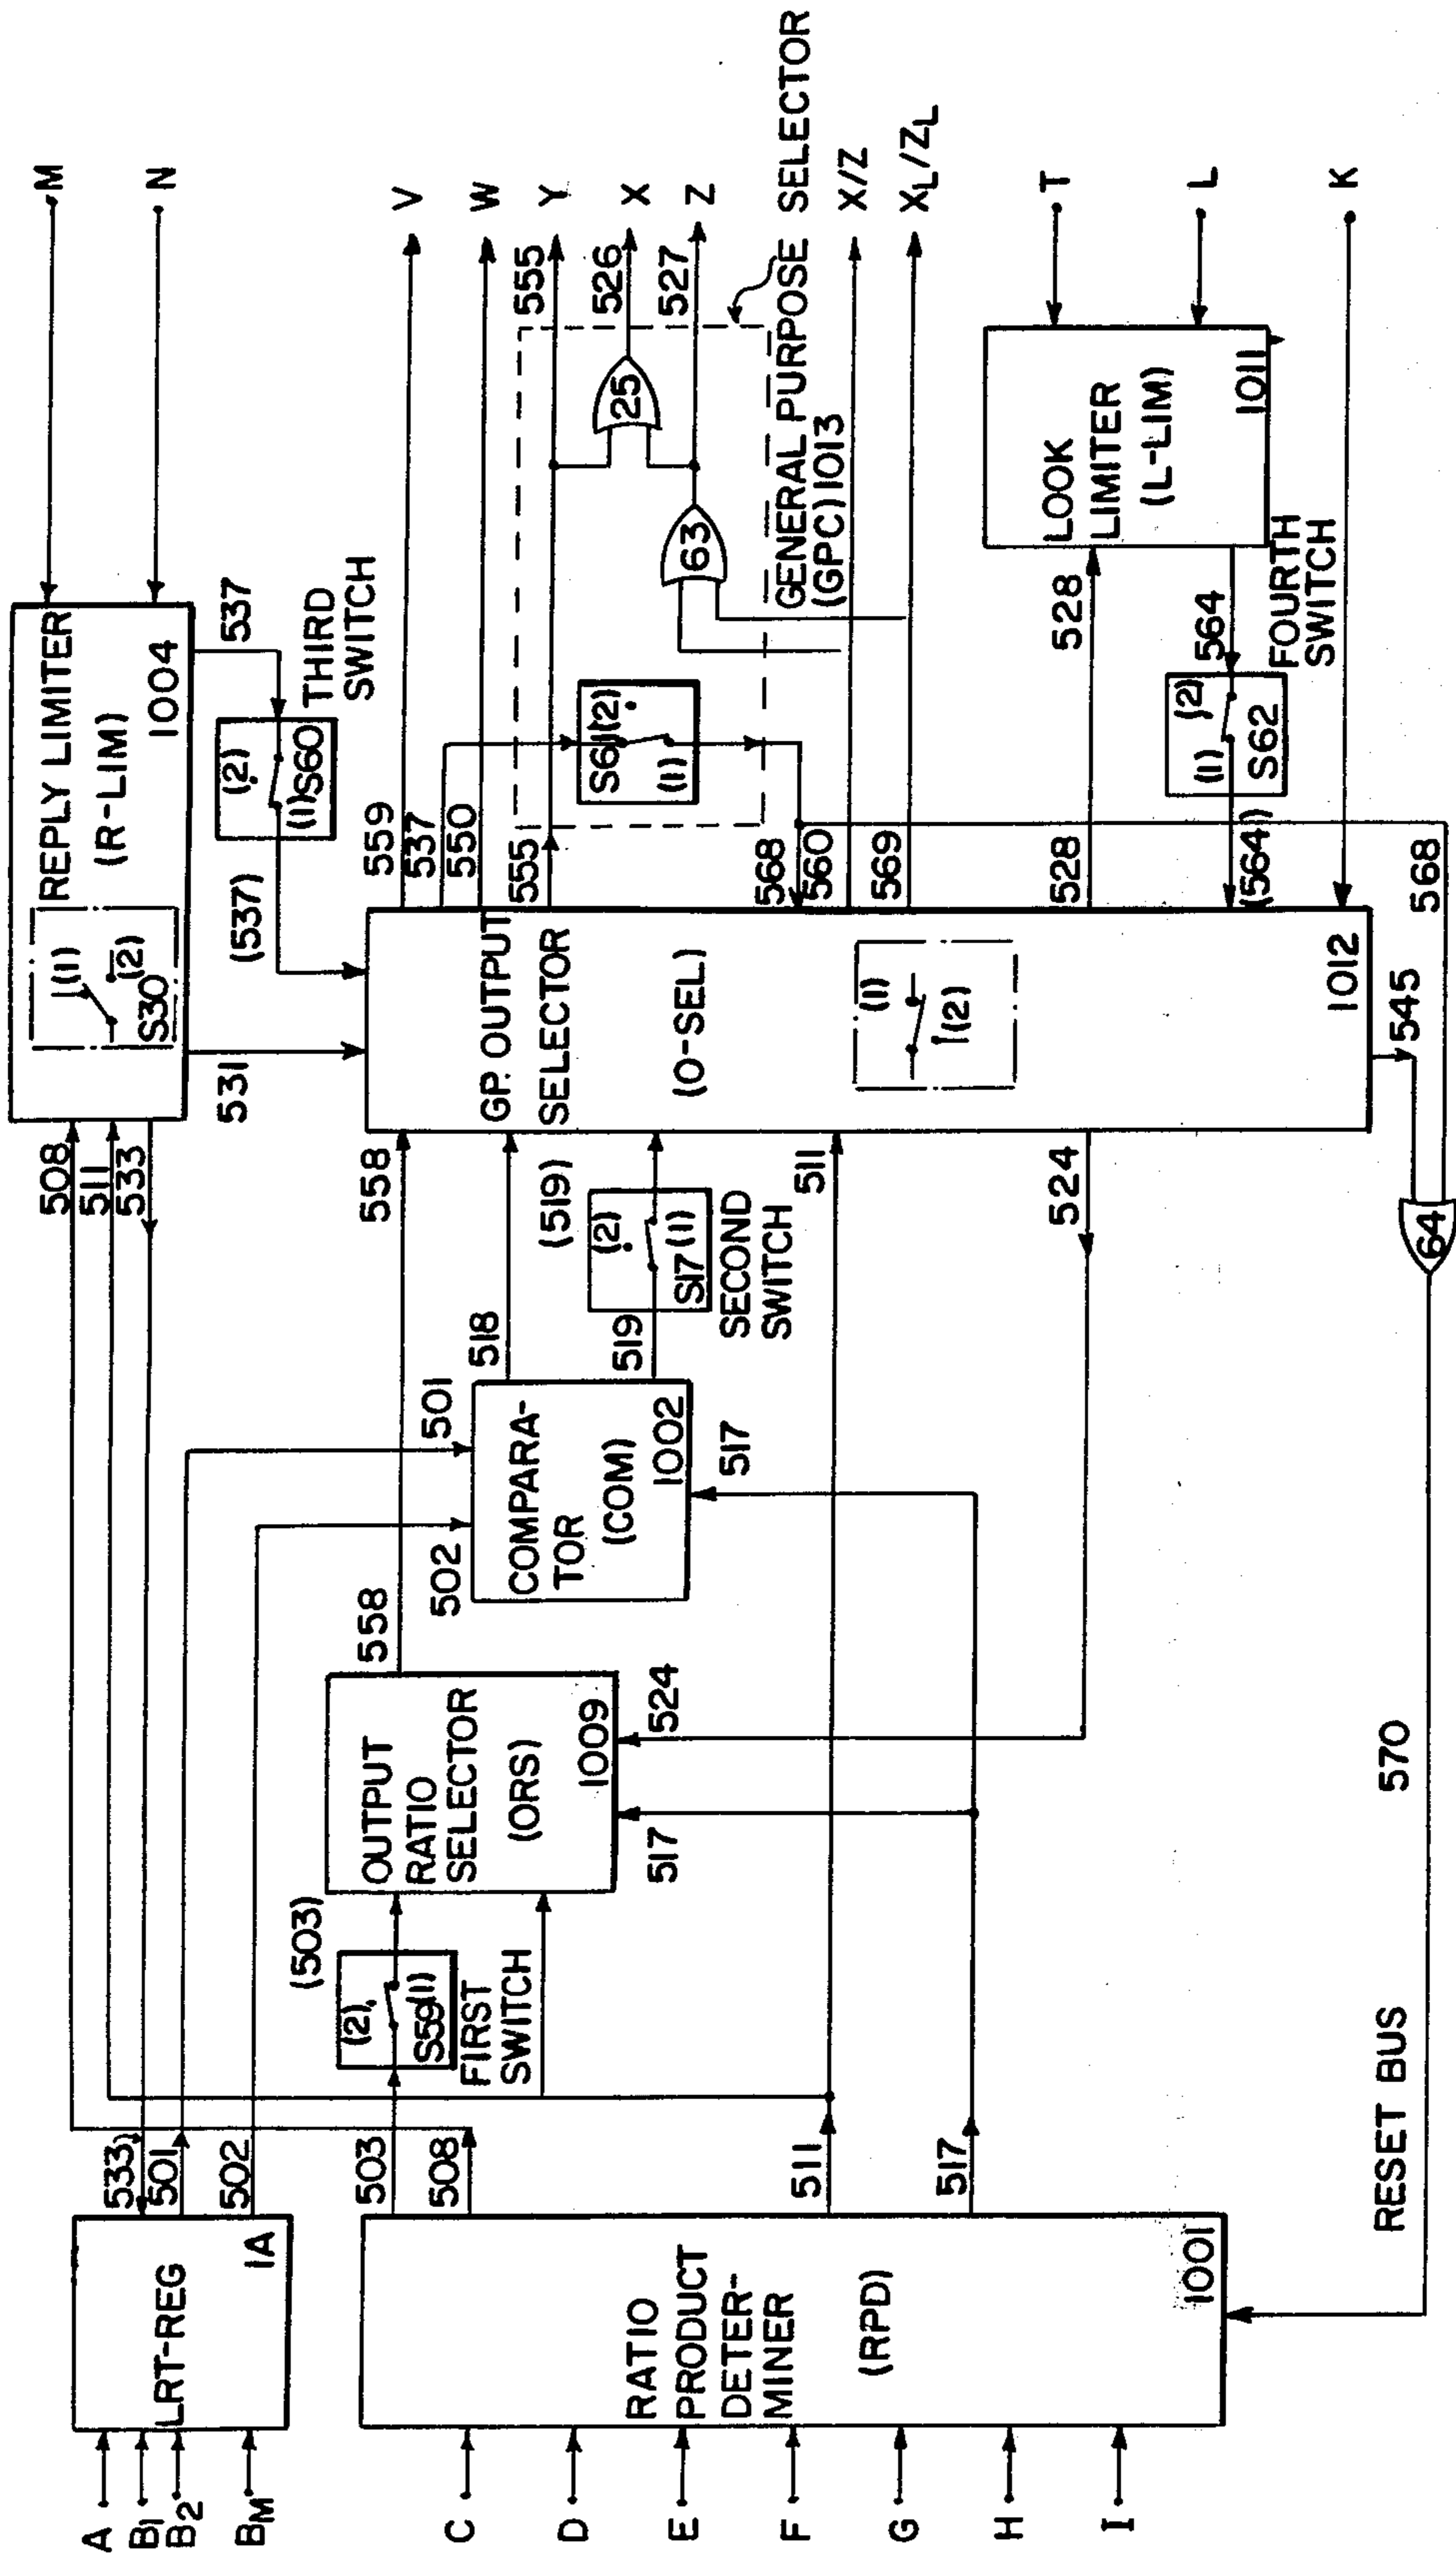 A
B1
B2
BM
LRT-REG
1A
533
501
502
C
D
E
F
G
H
I
RATIO
PRODUCT
DETER-
MINER
(RPD)
1001
503
508
511
517
RESET BUS
570
(503)
(2)
S59(1)
FIRST
SWITCH
OUTPUT
RATIO
SELECTOR
(ORS)
1009
517
524
558
502
501
COMPARA-
TOR
(COM)
1002
517
518
519
(519)
(2)
S17(1)
SECOND
SWITCH
508
511
533
558
511
524
REPLY LIMITER
(R-LIM)
1004
(1)
(2)
S30
531
(537)
537
(2)
(1)S60
THIRD
SWITCH
M
N
GP. OUTPUT
SELECTOR
(O-SEL)
(1)
(2)
1012
545
64
568
559
537
550
555
568
560
569
528
(564)
S61(2)
(1)
63
25
555
526
527
GENERAL PURPOSE SELECTOR
(GPC)1013
V
W
Y
X
Z
X/Z
XL/ZL
528
564
(1)
(2)
S62
FOURTH
SWITCH
LOOK
LIMITER
(L-LIM)
1011
T
L
K